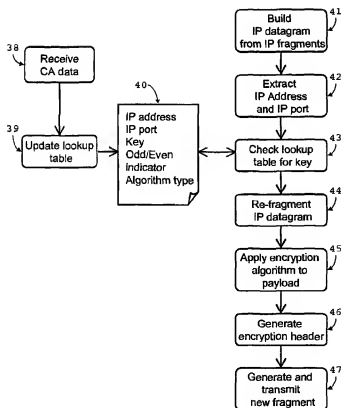 38
Receive
CA data
39
Update lookup
table
40
IP address
IP port
Key
Odd/Even
Indicator
Algorithm type
41
Build
IP datagram
from IP fragments
42
Extract
IP Address
and IP port
43
Check lookup
table for key
44
Re-fragment
IP datagram
45
Apply encryption
algorithm to
payload
46
Generate
encryption header
47
Generate and
transmit
new fragment